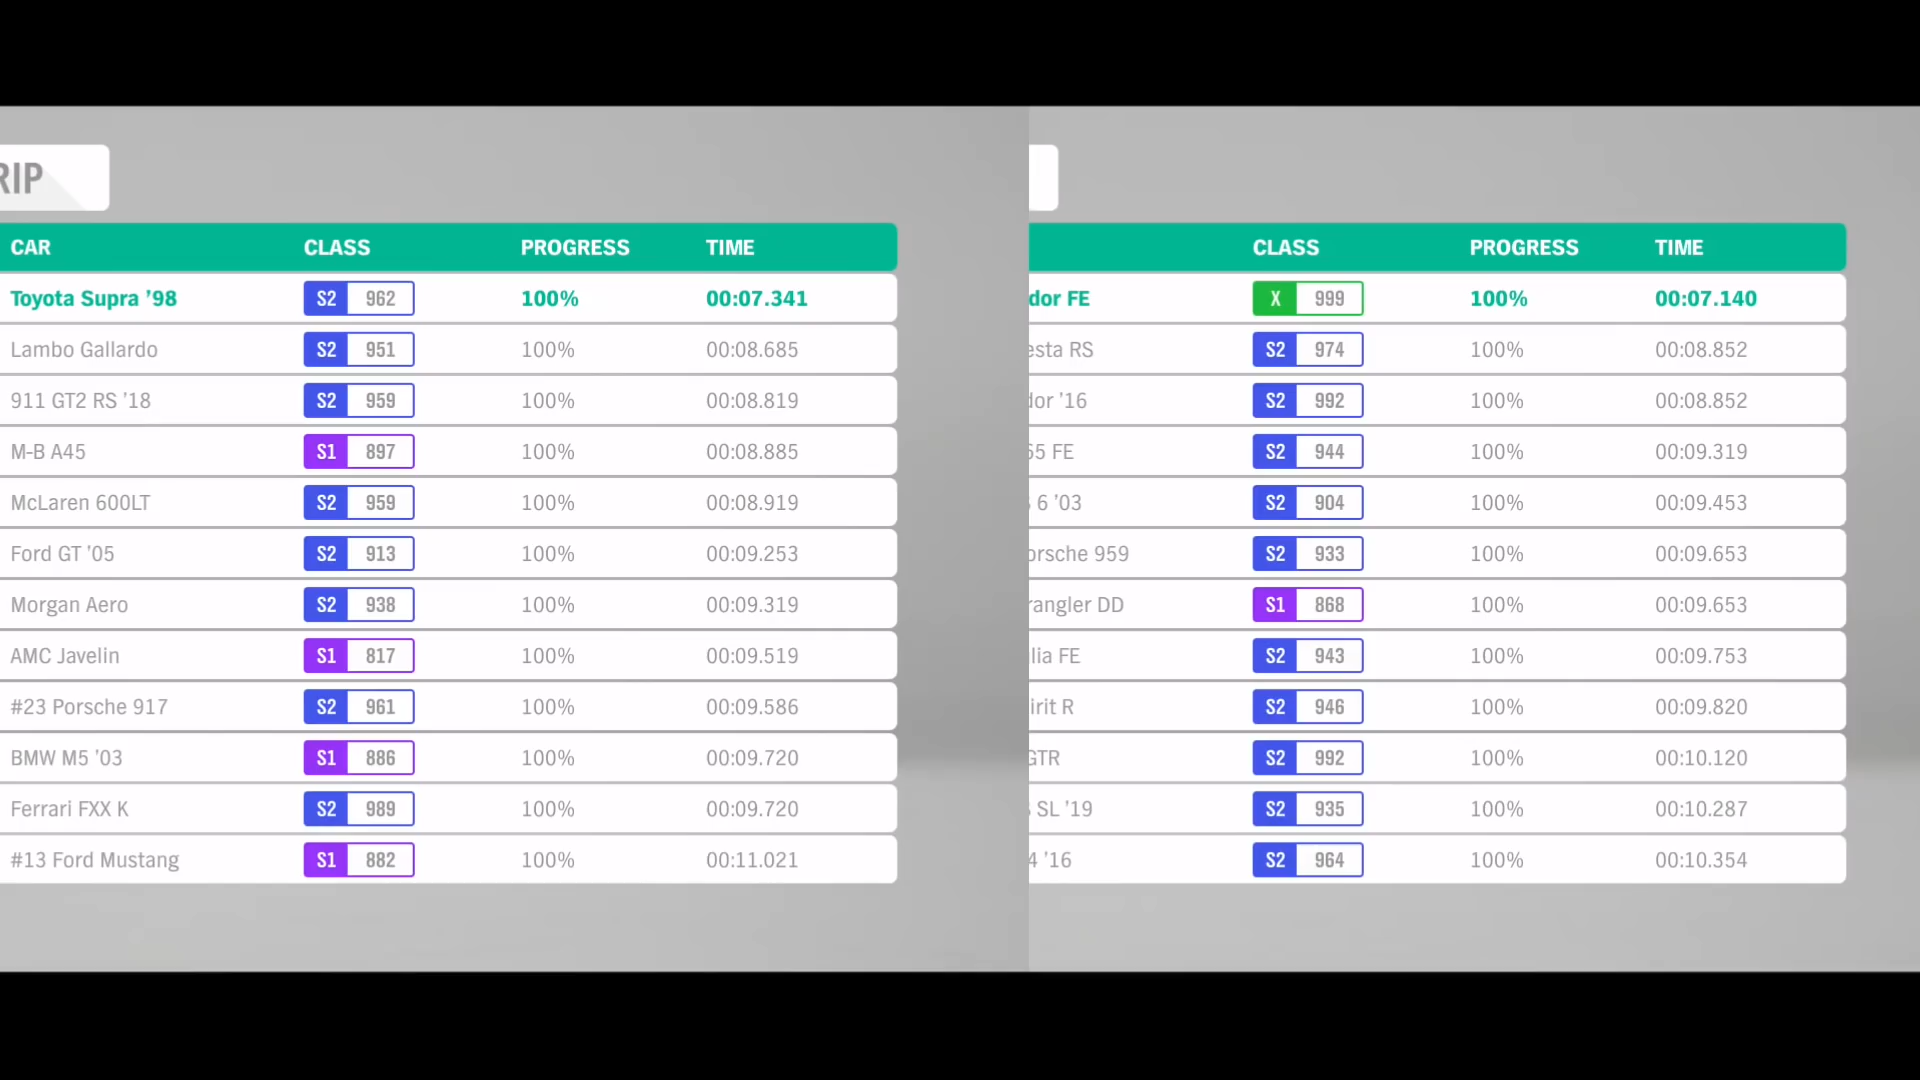 RIP
CAR CLASS PROGRESS TIME
Toyota Supra ’98 S2 962 100% 00:07.341
Lambo Gallardo S2 951 100% 00:08.685
911 GT2 RS ’18 S2 959 100% 00:08.819
M-B A45 S1 897 100% 00:08.885
McLaren 600LT S2 959 100% 00:08.919
Ford GT ’05 S2 913 100% 00:09.253
Morgan Aero S2 938 100% 00:09.319
AMC Javelin S1 817 100% 00:09.519
#23 Porsche 917 S2 961 100% 00:09.586
BMW M5 ’03 S1 886 100% 00:09.720
Ferrari FXX K S2 989 100% 00:09.720
#13 Ford Mustang S1 882 100% 00:11.021
CLASS PROGRESS TIME
dor FE X 999 100% 00:07.140
esta RS S2 974 100% 00:08.852
dor ’16 S2 992 100% 00:08.852
65 FE S2 944 100% 00:09.319
6 ’03 S2 904 100% 00:09.453
orsche 959 S2 933 100% 00:09.653
rangler DD S1 868 100% 00:09.653
lia FE S2 943 100% 00:09.753
irit R S2 946 100% 00:09.820
GTR S2 992 100% 00:10.120
SL ’19 S2 935 100% 00:10.287
4 ’16 S2 964 100% 00:10.354